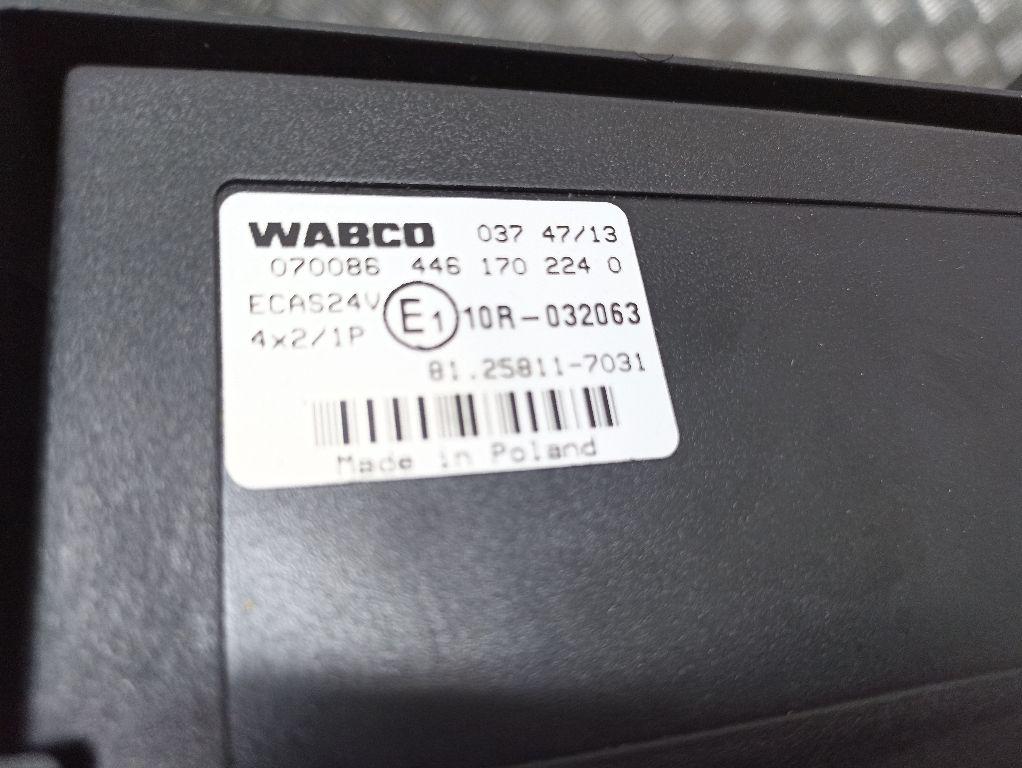 WABCO 037 47/13
070086 446 170 224 0
ECAS24V E1 10R-032063
4x2/1P
81.25811-7031
Made in Poland